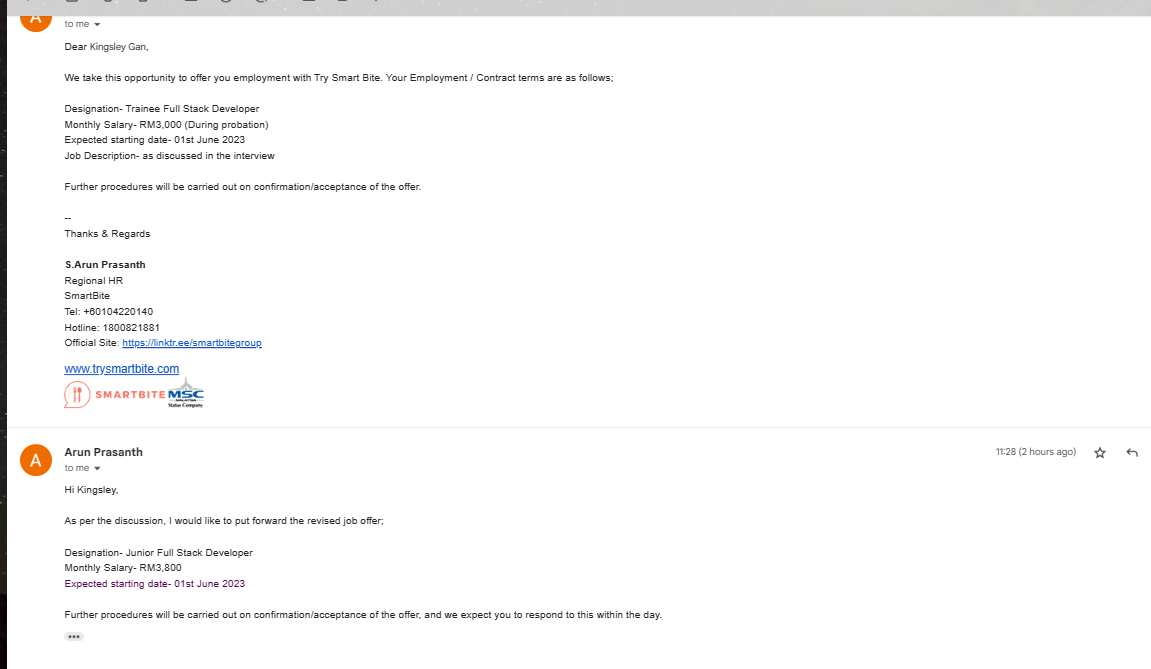 A
to me
Dear Kingsley Gan,
We take this opportunity to offer you employment with Try Smart Bite. Your Employment / Contract terms are as follows;
Designation- Trainee Full Stack Developer
Monthly Salary- RM3,000 (During probation)
Expected starting date- 01st June 2023
Job Description- as discussed in the interview
Further procedures will be carried out on confirmation/acceptance of the offer.
--
Thanks & Regards
S.Arun Prasanth
Regional HR
SmartBite
Tel: +60104220140
Hotline: 1800821881
Official Site: https://linktr.ee/smartbitegroup
www.trysmartbite.com
SMARTBITE MSC
MALAYSIA
Status Company
A
Arun Prasanth 11:28 (2 hours ago)
to me
Hi Kingsley,
As per the discussion, I would like to put forward the revised job offer;
Designation- Junior Full Stack Developer
Monthly Salary- RM3,800
Expected starting date- 01st June 2023
Further procedures will be carried out on confirmation/acceptance of the offer, and we expect you to respond to this within the day.